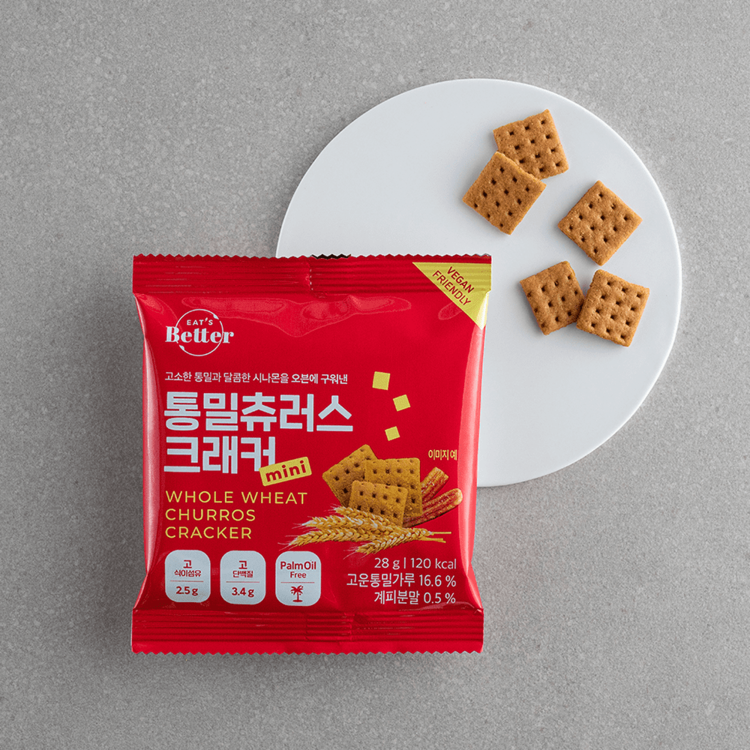 VEGAN
FRIENDLY
EAT'S
Better
고소한 통밀과 달콤한 시나몬을 오븐에 구워낸
통밀츄러스
크래커
mini
이미지 예
WHOLE WHEAT
CHURROS
CRACKER
고
식이섬유
2.5 g
고
단백질
3.4 g
PalmOil
Free
28 g | 120 kcal
고운통밀가루 16.6 %
계피분말 0.5 %